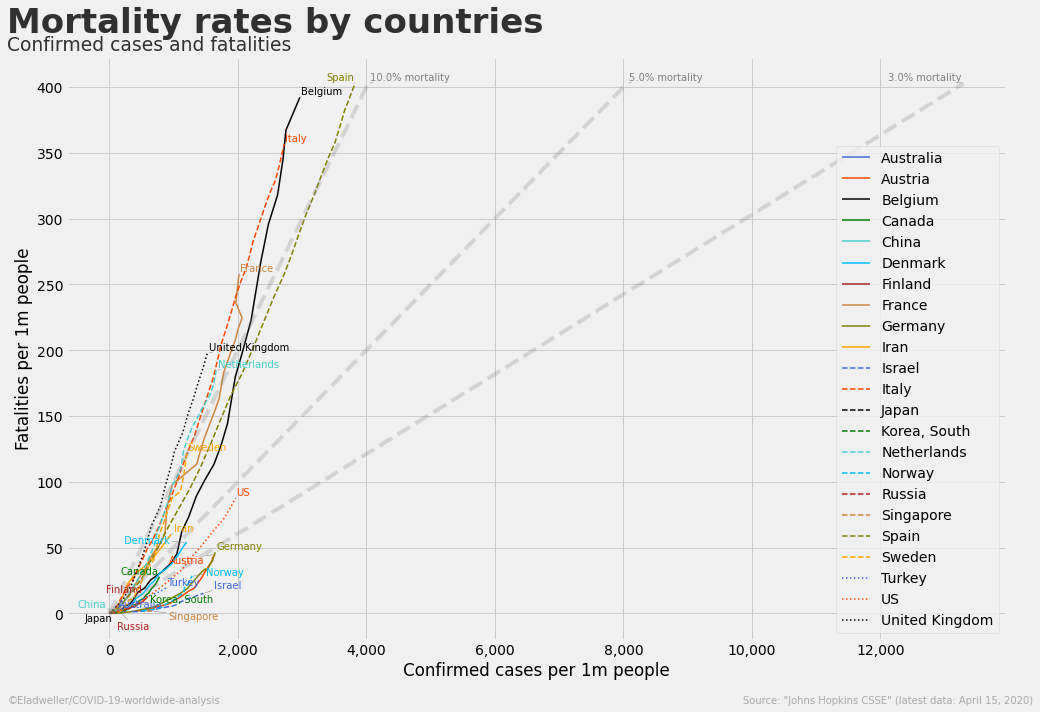 Mortality rates by countries
Confirmed cases and fatalities
Spain
10.0% mortality
5.0% mortality
3.0% mortality
Belgium
Italy
France
United Kingdom
Netherlands
Sweden
US
Iran
Denmark
Germany
Austria
Canada
Norway
Turkey
Israel
Finland
Korea, South
China
Australia
Singapore
Japan
Russia
400
350
300
250
200
150
100
50
0
Fatalities per 1m people
0
2,000
4,000
6,000
8,000
10,000
12,000
Confirmed cases per 1m people
Australia
Austria
Belgium
Canada
China
Denmark
Finland
France
Germany
Iran
Israel
Italy
Japan
Korea, South
Netherlands
Norway
Russia
Singapore
Spain
Sweden
Turkey
US
United Kingdom
©Eladweller/COVID-19-worldwide-analysis
Source: "Johns Hopkins CSSE" (latest data: April 15, 2020)